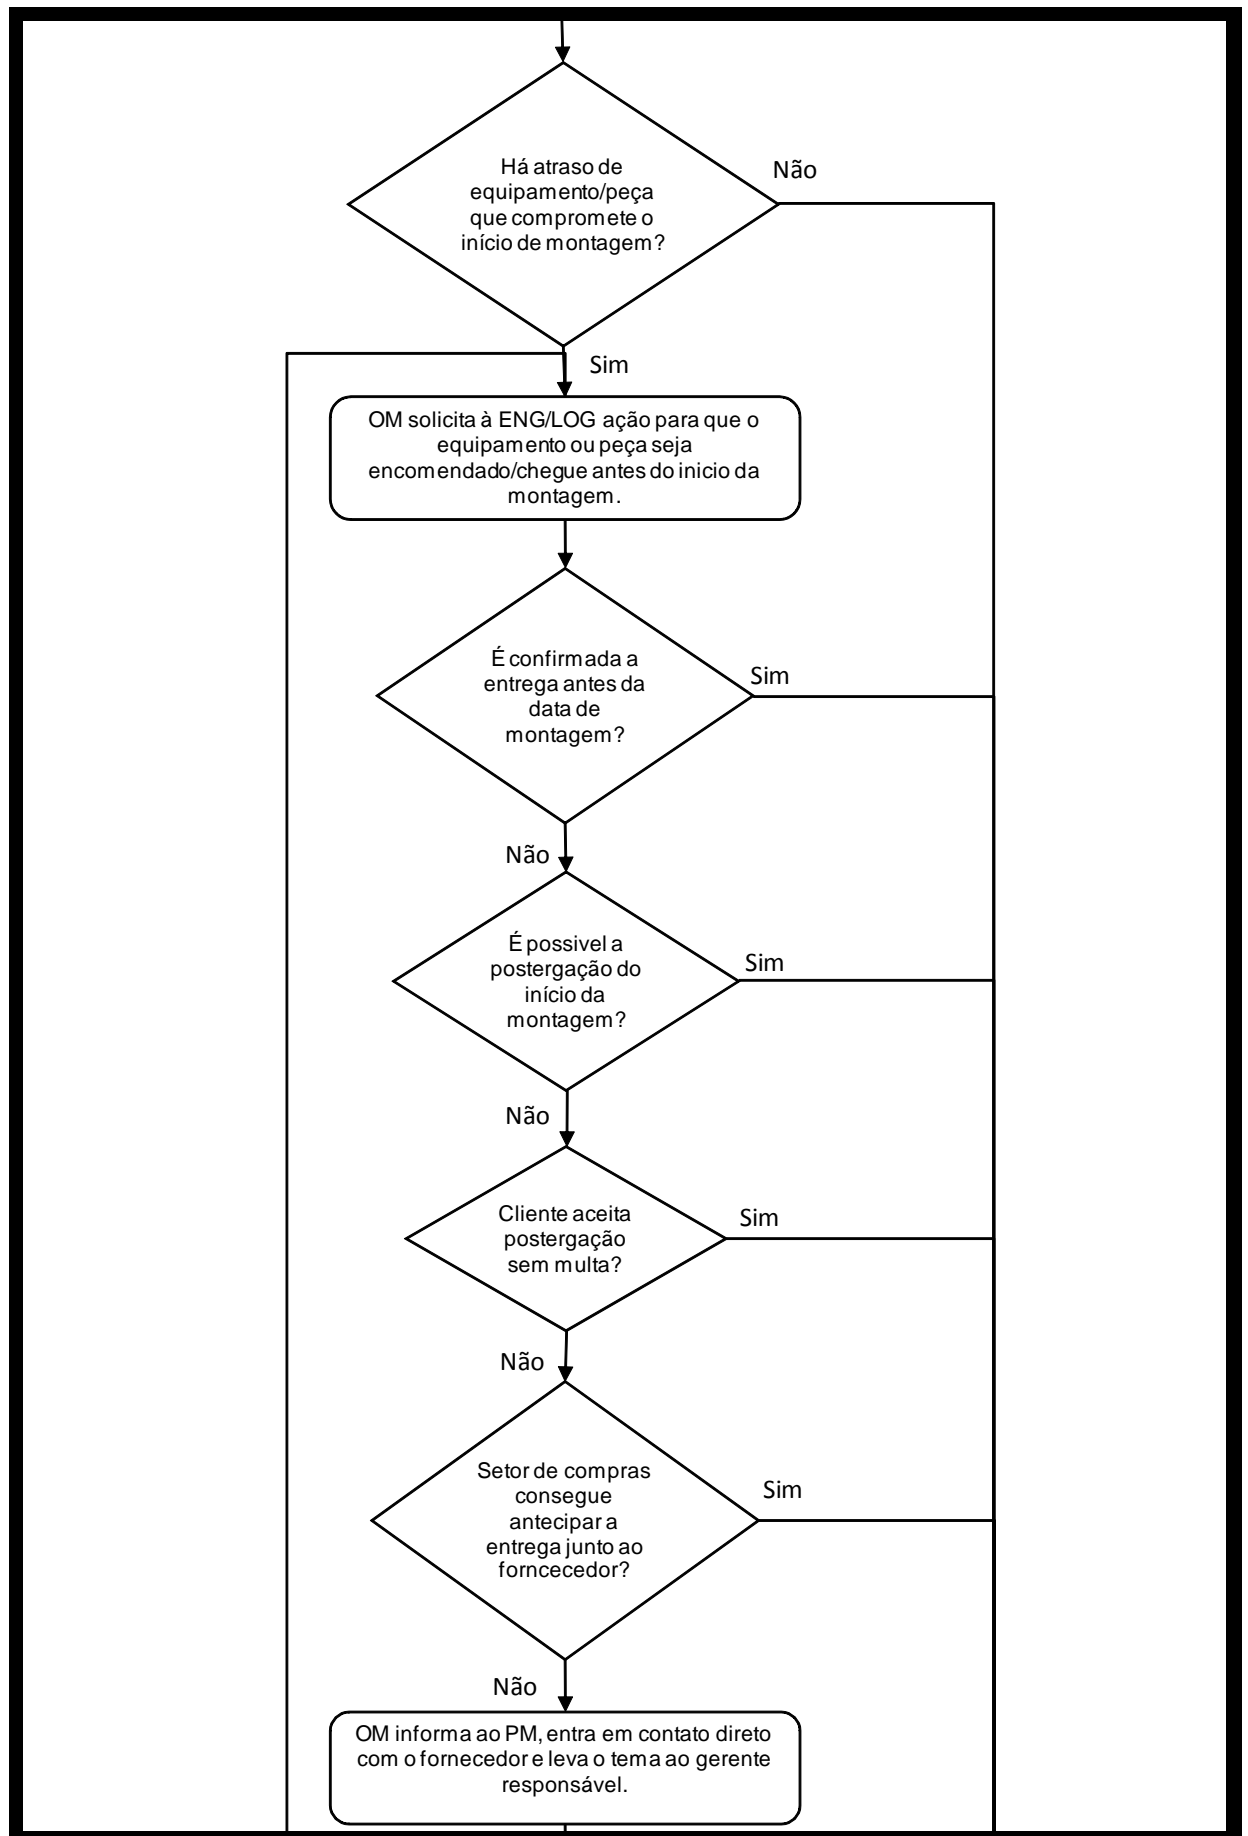 Há atraso de
equipamento/peça
que compromete o
início de montagem?
Não
Sim
OM solicita à ENG/LOG ação para que o
equipamento ou peça seja
encomendado/chegue antes do inicio da
montagem.
É confirmada a
entrega antes da
data de
montagem?
Sim
Não
É possivel a
postergação do
início da
montagem?
Sim
Não
Cliente aceita
postergação
sem multa?
Sim
Não
Setor de compras
consegue
antecipar a
entrega junto ao
forncecedor?
Sim
Não
OM informa ao PM, entra em contato direto
com o fornecedor e leva o tema ao gerente
responsável.